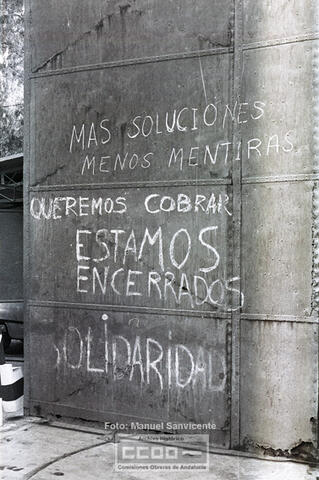 MAS SOLUCIONES
MENOS MENTIRAS
QUEREMOS COBRAR
ESTAMOS
ENCERRADOS
SOLIDARIDAD
Foto: Manuel Sanvicente
Archivo Histórico
CCOO
Comisiones Obreras de Andalucía